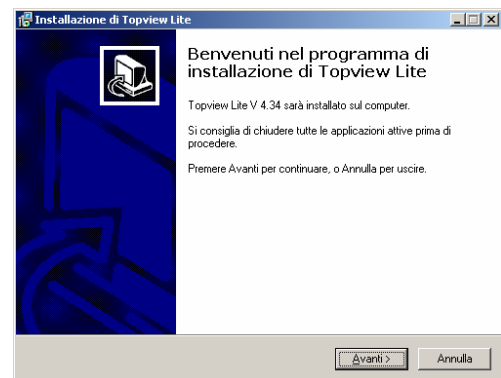 Installazione di Topview Lite
Benvenuti nel programma di
installazione di Topview Lite
Topview Lite V 4.34 sarà installato sul computer.
Si consiglia di chiudere tutte le applicazioni attive prima di
procedere.
Premere Avanti per continuare, o Annulla per uscire.
Avanti > Annulla